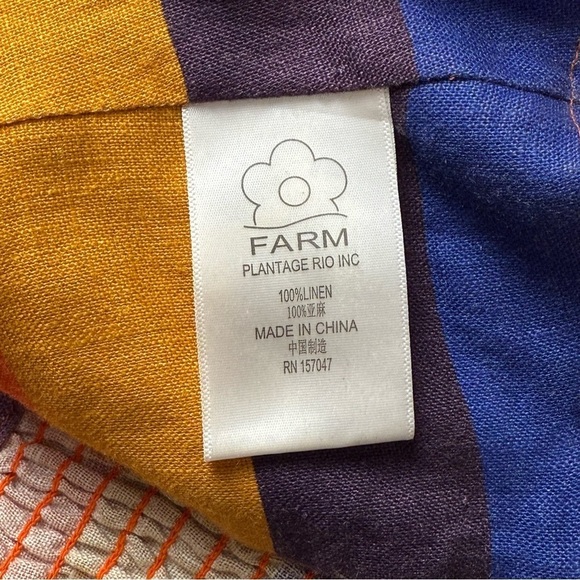 FARM
PLANTAGE RIO INC
100%LINEN
100%亚麻
MADE IN CHINA
中国制造
RN 157047